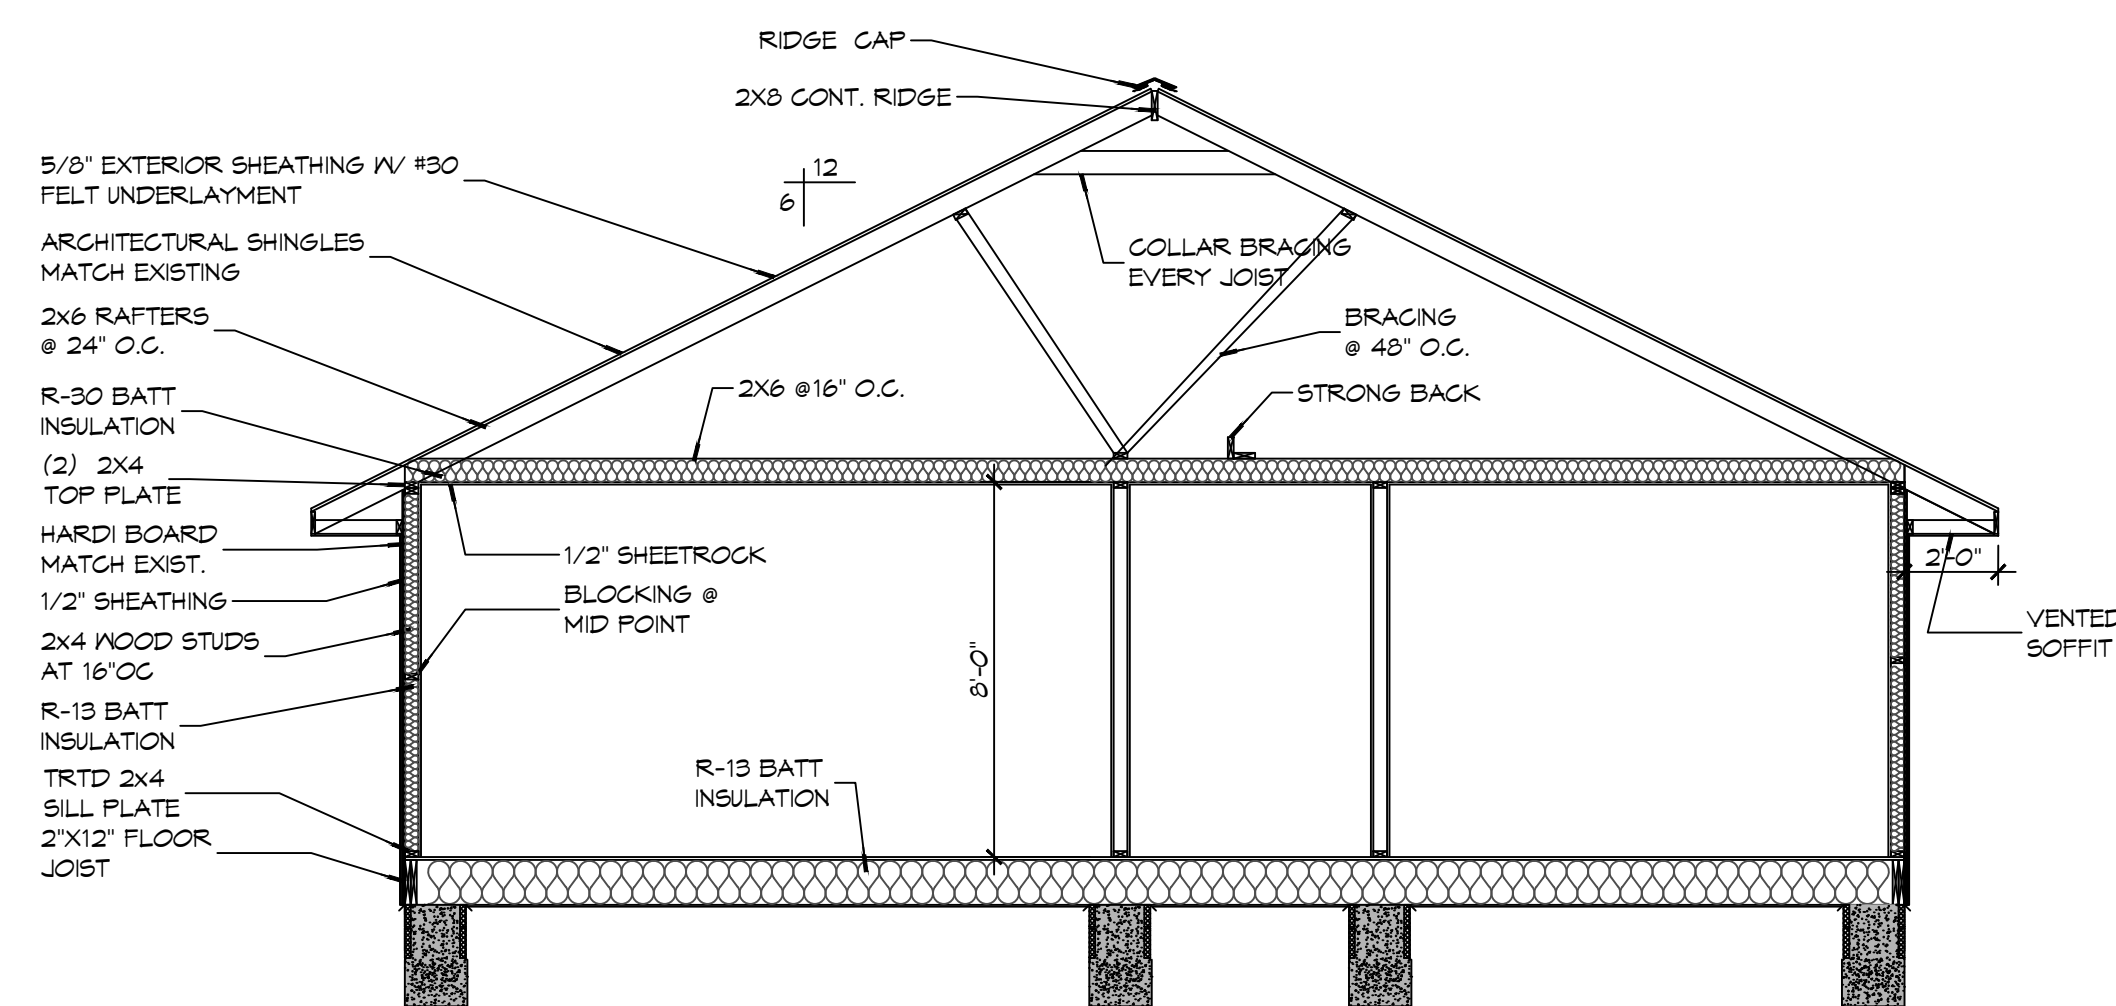 RIDGE CAP
2X8 CONT. RIDGE
5/8" EXTERIOR SHEATHING W/ #30
FELT UNDERLAYMENT
12
6
ARCHITECTURAL SHINGLES
MATCH EXISTING
COLLAR BRACING
EVERY JOIST
2x6 RAFTERS
@ 24" O.C.
BRACING
@ 48" O.C.
R-30 BATT
INSULATION
2X6 @16" O.C.
STRONG BACK
(2) 2X4
TOP PLATE
HARDI BOARD
MATCH EXIST.
1/2" SHEETROCK
2'-0"
1/2" SHEATHING
BLOCKING @
MID POINT
VENTED
SOFFIT
2x4 WOOD STUDS
AT 16"OC
8'-0"
R-13 BATT
INSULATION
TRTD 2x4
SILL PLATE
R-13 BATT
INSULATION
2"X12" FLOOR
JOIST